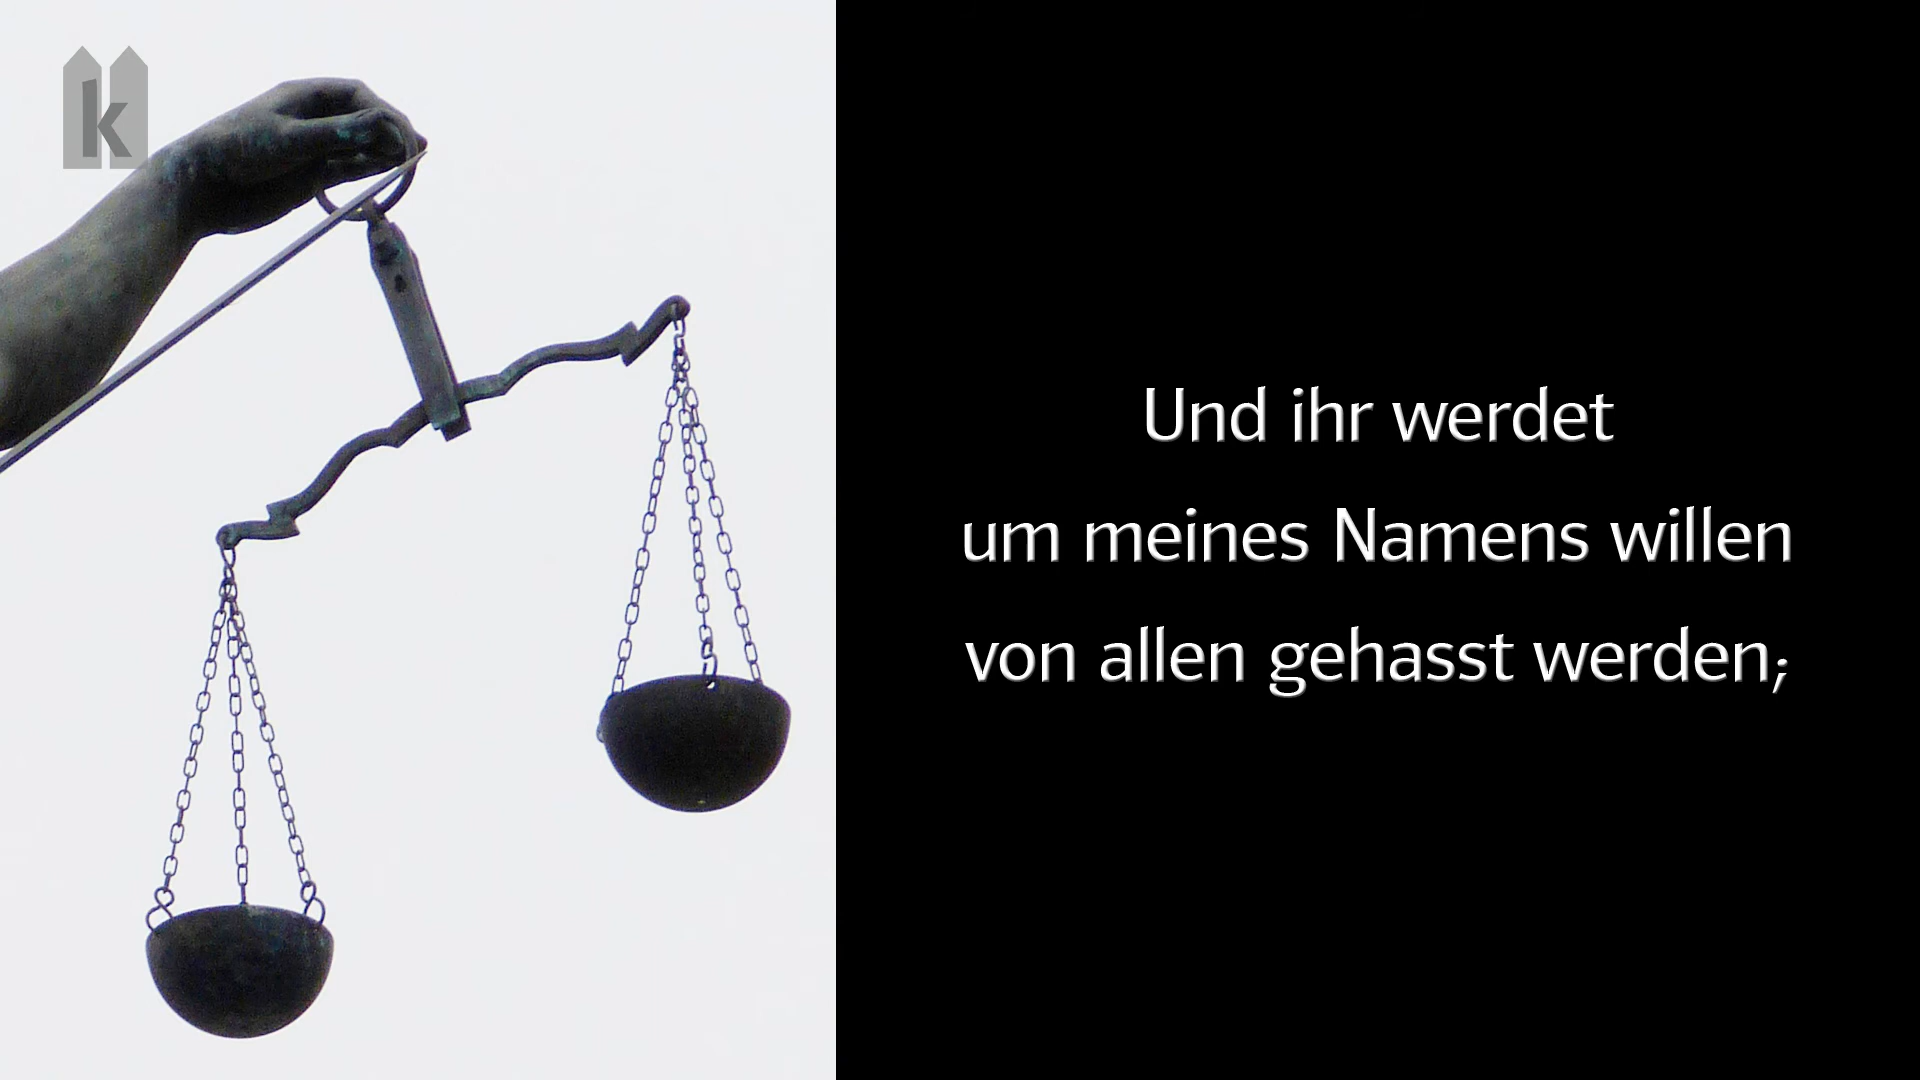 k
Und ihr werdet
um meines Namens willen
von allen gehasst werden;